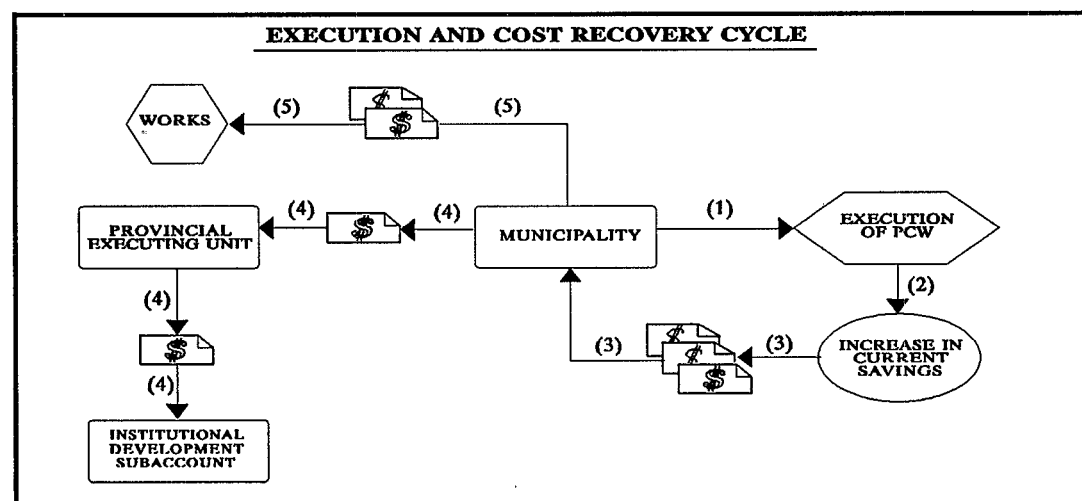 EXECUTION AND COST RECOVERY CYCLE
(5)
$
$
(5)
WORKS
(4)
$
(4)
(1)
PROVINCIAL
EXECUTING UNIT
MUNICIPALITY
EXECUTION
OF PCW
(4)
$
(4)
(2)
(3)
$
$
$
(3)
INCREASE IN
CURRENT
SAVINGS
INSTITUTIONAL
DEVELOPMENT
SUBACCOUNT